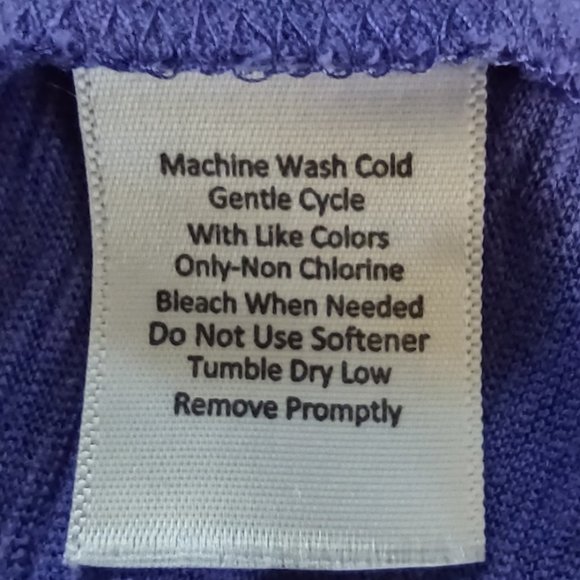 Machine Wash Cold
Gentle Cycle
With Like Colors
Only-Non Chlorine
Bleach When Needed
Do Not Use Softener
Tumble Dry Low
Remove Promptly